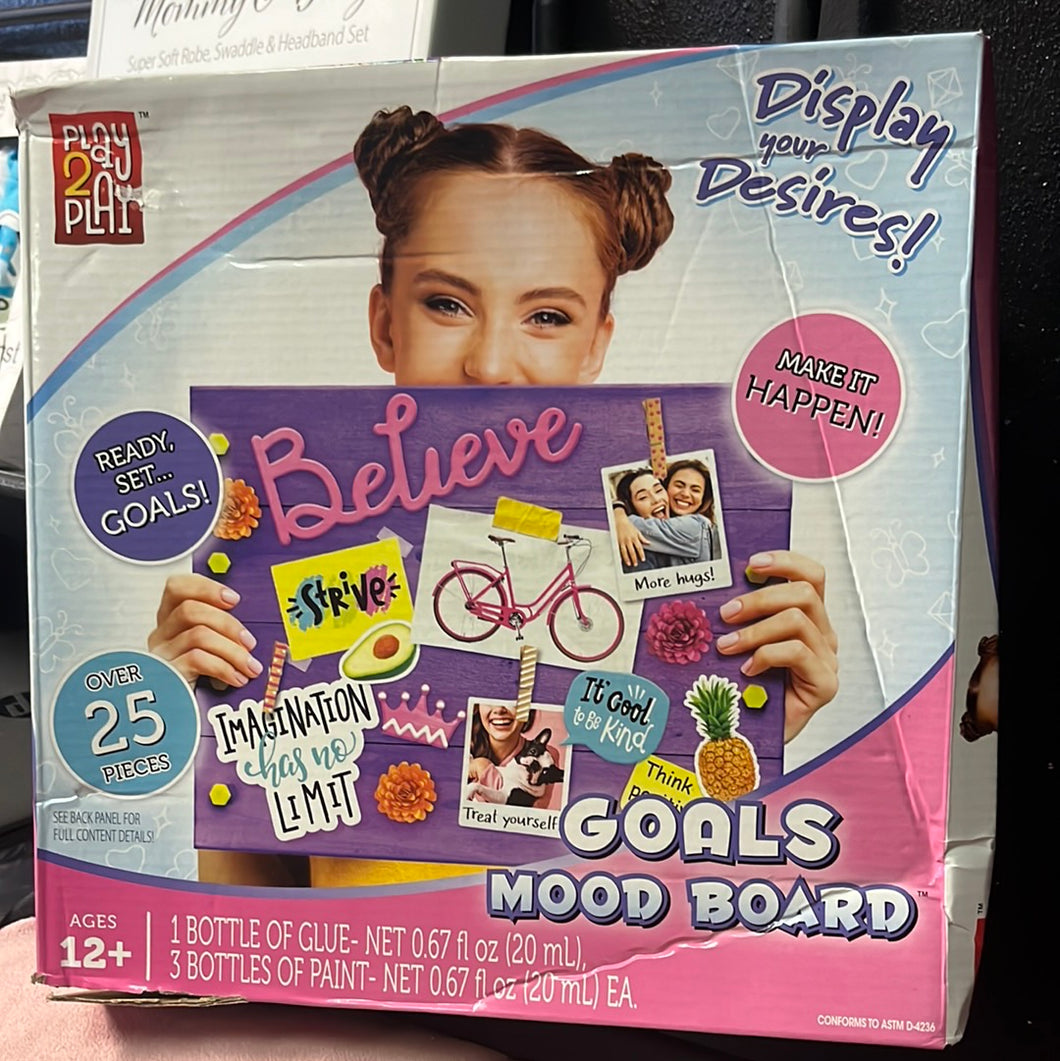 Super Soft Robe, Swaddle & Headband Set
PLAY
2
PLAY
TM
Display
your
Desires!
MAKE IT
HAPPEN!
READY,
SET...
GOALS!
Believe
STRIVE
More hugs!
OVER
25
PIECES
IMAGINATION
has no
LIMIT
It's Cool
to BE Kind
Treat yourself
Think
SEE BACK PANEL FOR
FULL CONTENT DETAILS!
GOALS
MOOD BOARD
TM
AGES
12+
1 BOTTLE OF GLUE- NET 0.67 fl oz (20 mL),
3 BOTTLES OF PAINT- NET 0.67 fl oz (20 mL) EA.
CONFORMS TO ASTM D-4236